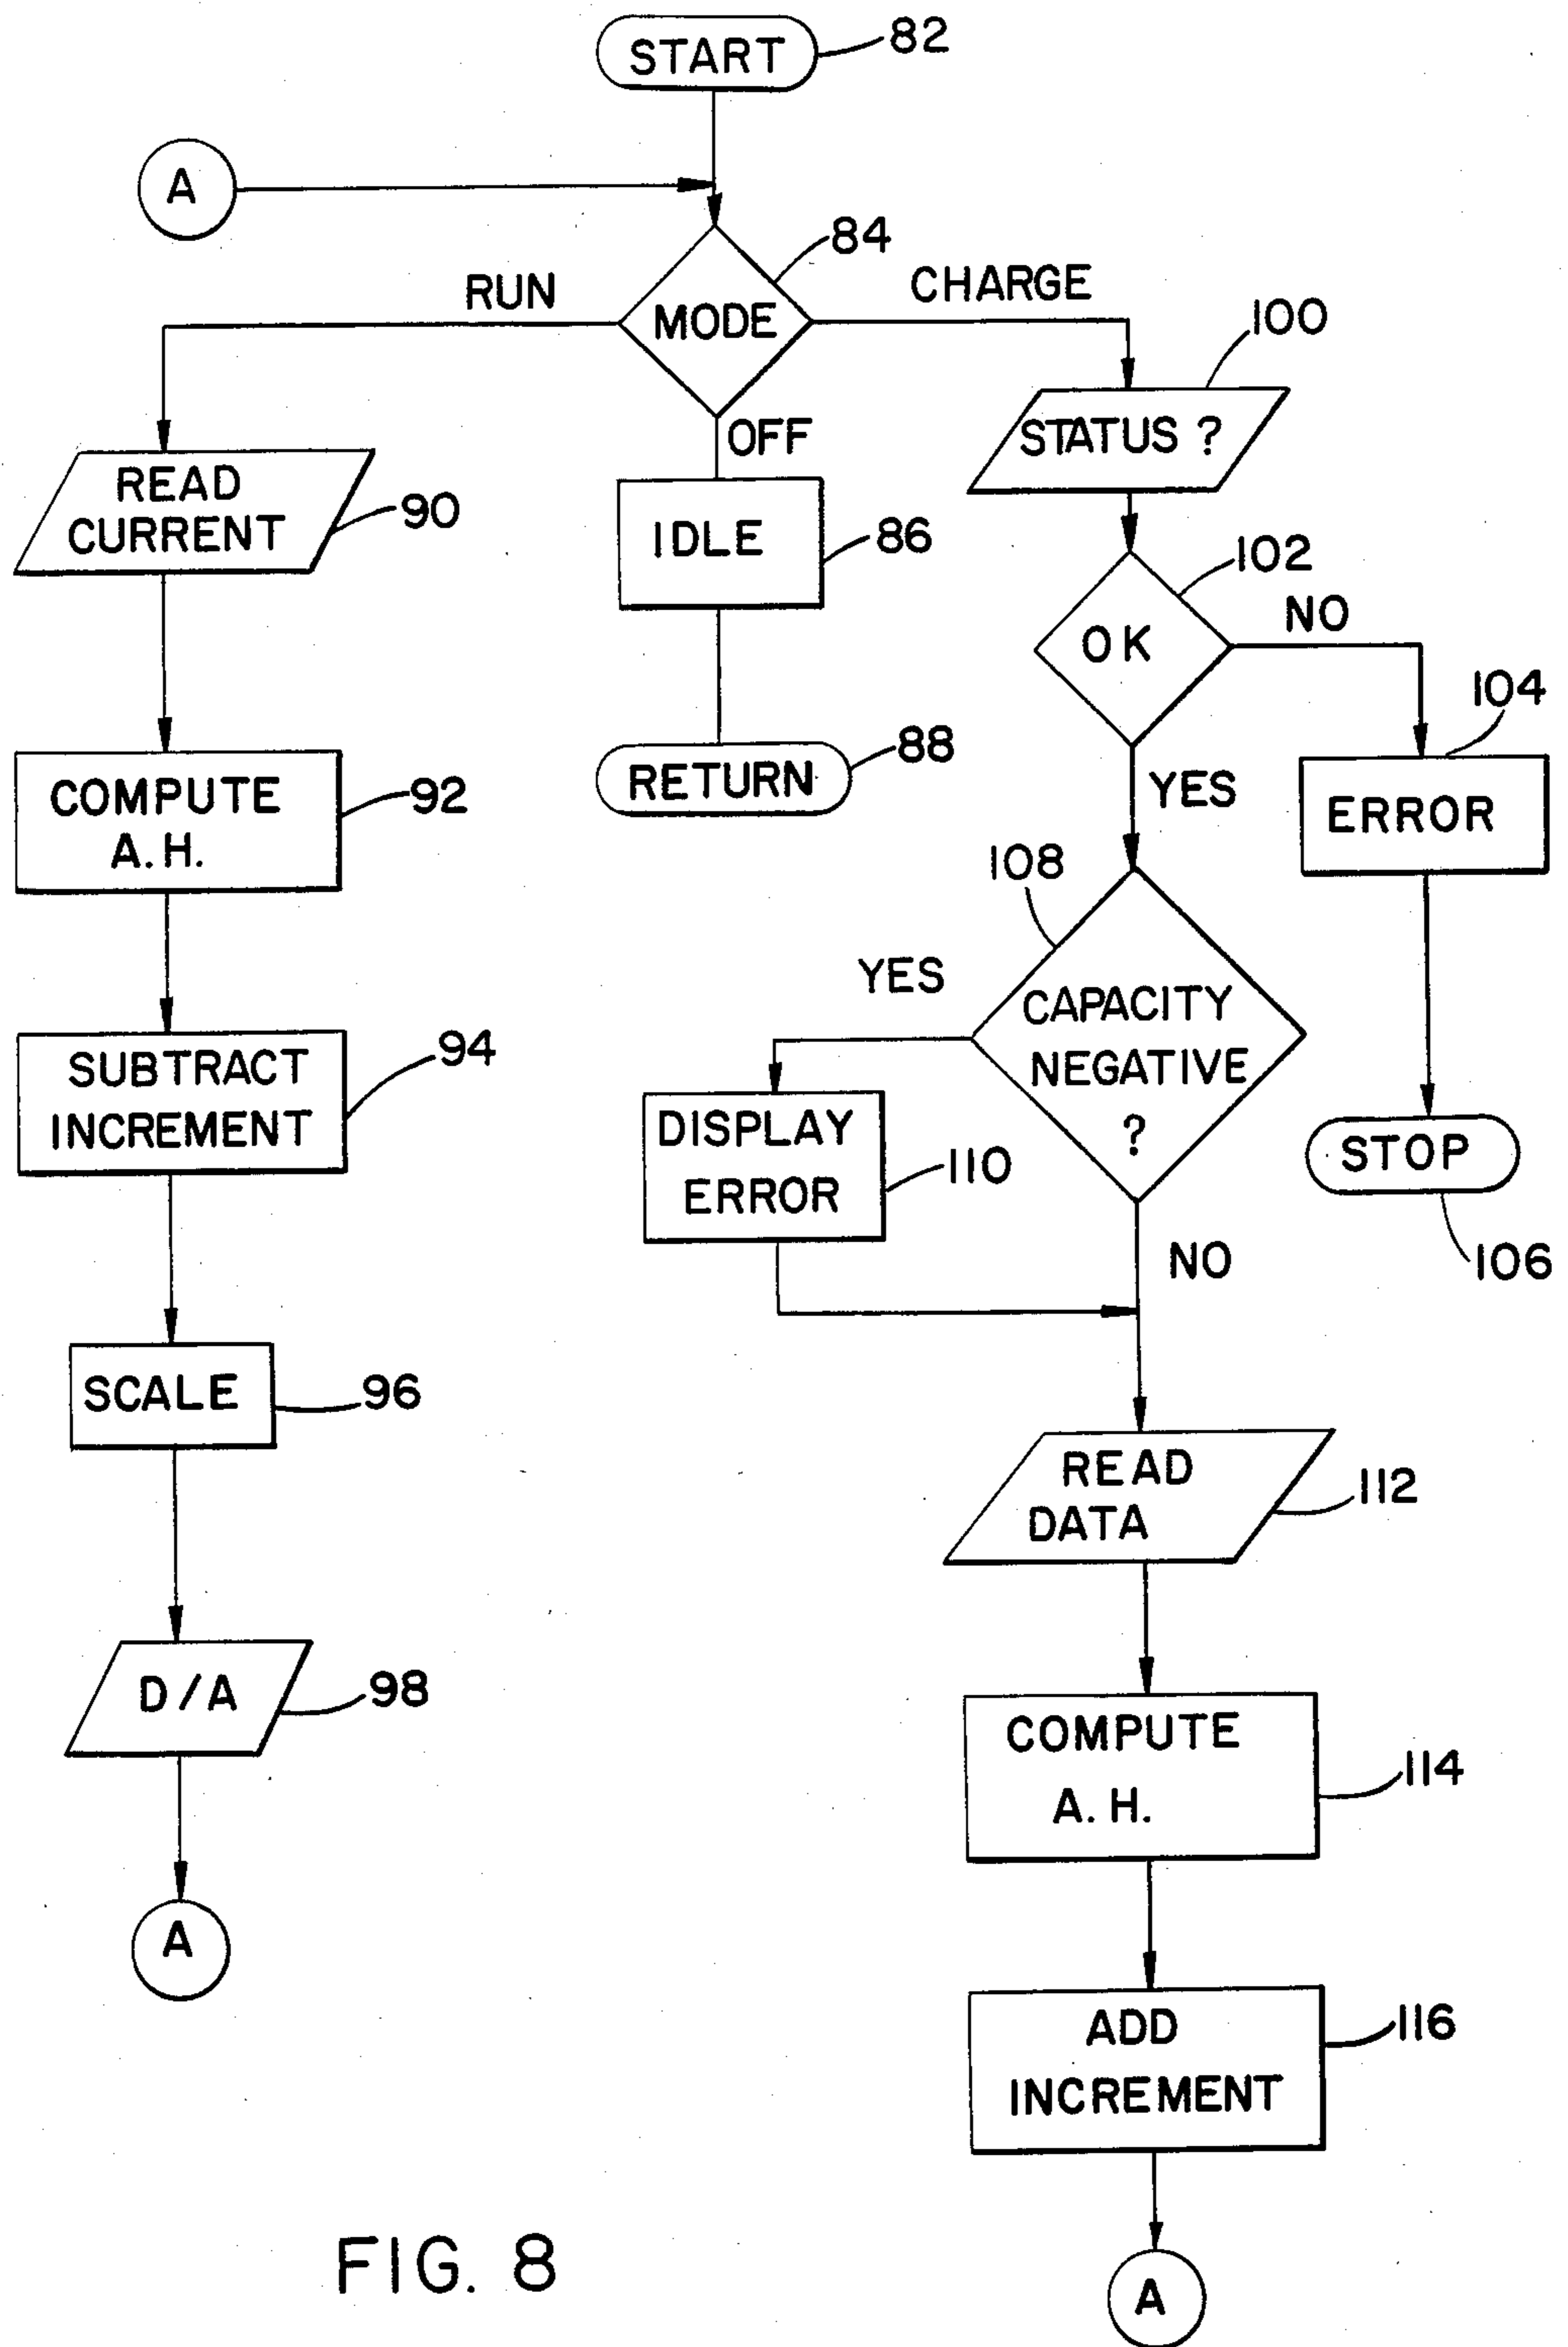 START
82
A
84
RUN
MODE
CHARGE
100
OFF
STATUS ?
READ
CURRENT
90
IDLE
86
102
OK
NO
104
RETURN
88
YES
COMPUTE
A. H.
92
ERROR
108
YES
CAPACITY
NEGATIVE
?
SUBTRACT
INCREMENT
94
DISPLAY
ERROR
110
STOP
106
NO
SCALE
96
READ
DATA
112
D/A
98
COMPUTE
A. H.
114
A
ADD
INCREMENT
116
FIG. 8
A